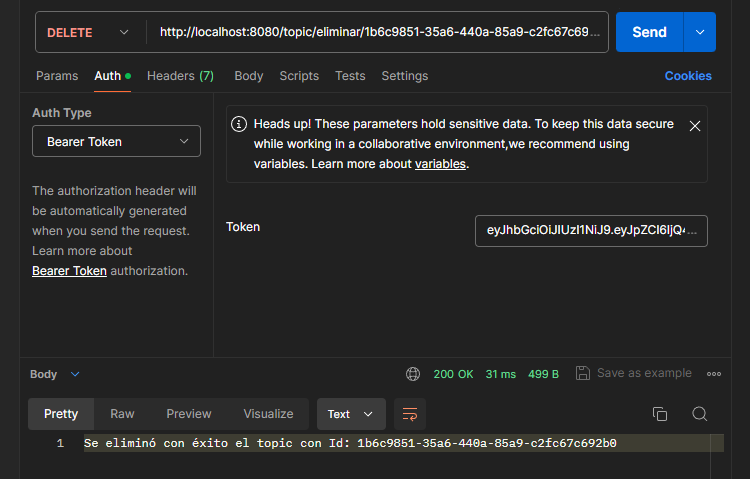 DELETE http://localhost:8080/topic/eliminar/1b6c9851-35a6-440a-85a9-c2fc67c69... Send
Params Auth Headers (7) Body Scripts Tests Settings Cookies
Auth Type
Bearer Token
The authorization header will
be automatically generated
when you send the request.
Learn more about
Bearer Token authorization.
Heads up! These parameters hold sensitive data. To keep this data secure
while working in a collaborative environment,we recommend using
variables. Learn more about variables.
Token eyJhbGciOiJIUzI1NiJ9.eyJpZCI6IjQ4...
Body 200 OK 31 ms 499 B Save as example
Pretty Raw Preview Visualize Text
1 Se eliminó con éxito el topic con Id: 1b6c9851-35a6-440a-85a9-c2fc67c692b0